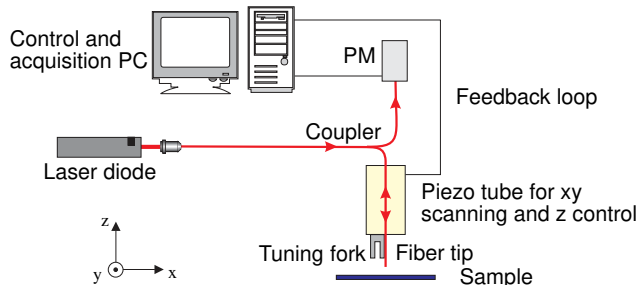 Control and
acquisition PC
PM
Feedback loop
Coupler
Laser diode
Piezo tube for xy
scanning and z control
z
y
x
Tuning fork
Fiber tip
Sample